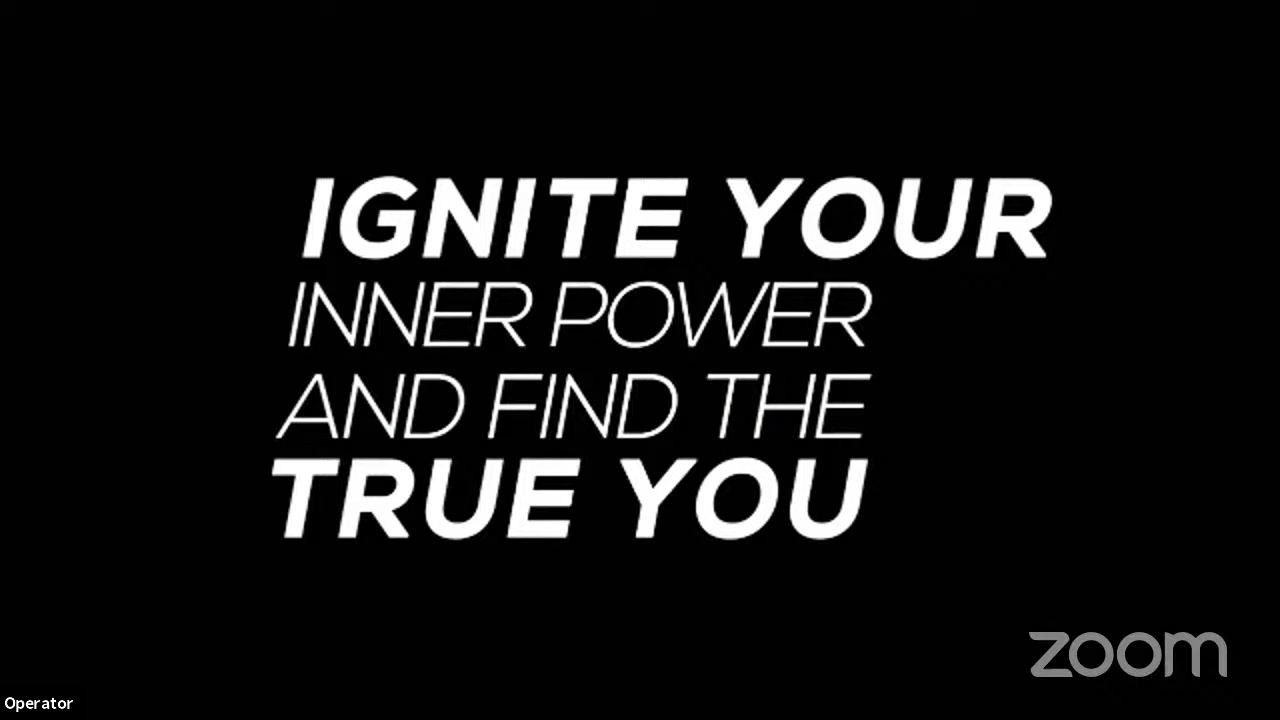 IGNITE YOUR
INNER POWER
AND FIND THE
TRUE YOU
zoom
Operator